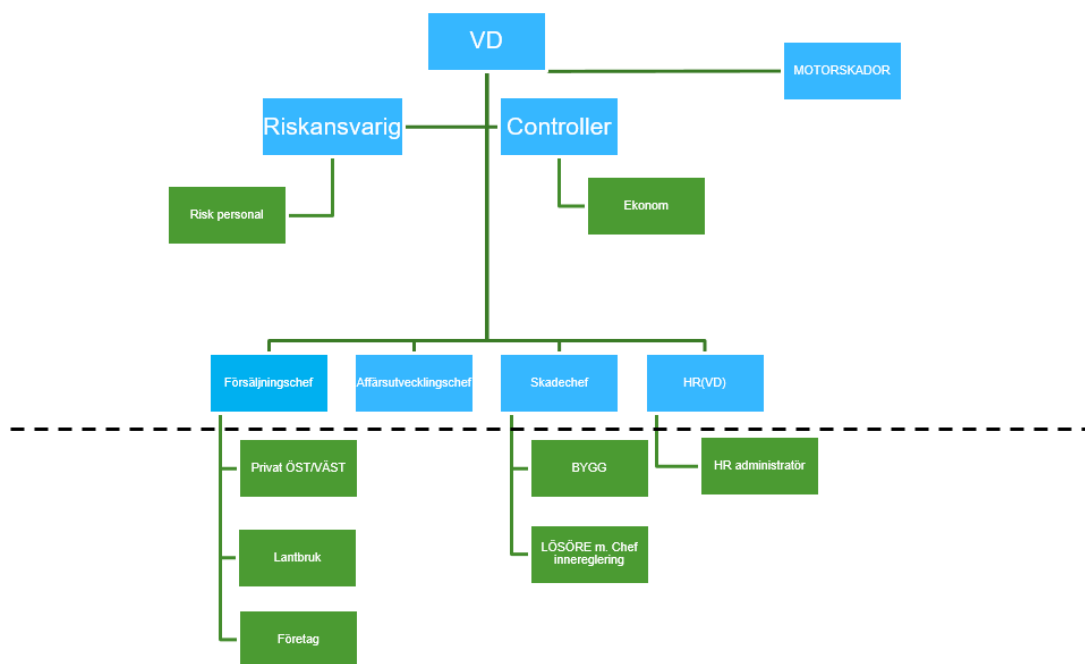 VD
MOTORSKADOR
Riskansvarig
Controller
Risk personal
Ekonom
Försäljningschef
Affärsutvecklingschef
Skadechef
HR(VD)
Privat ÖST/VÄST
BYGG
HR administratör
Lantbruk
LÖSÖRE m. Chef
innereglering
Företag